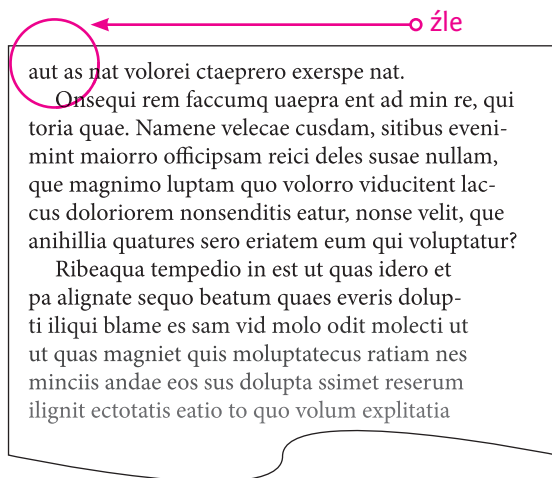 źle
aut as nat volorei ctaeprero exerspe nat.
Onsequi rem faccumq uaepra ent ad min re, qui
toria quae. Namene velecae cusdam, sitibus eveni-
mint maiorro officipsam reici deles susae nullam,
que magnimo luptam quo volorro viducitent lac-
cus doloriorem nonsenditis eatur, nonse velit, que
anihillia quatures sero eriatem eum qui voluptatur?
Ribeaqua tempedio in est ut quas idero et
pa alignate sequo beatum quaes everis dolup-
ti iliqui blame es sam vid molo odit molecti ut
ut quas magniet quis moluptatecus ratiam nes
minciis andae eos sus dolupta ssimet reserum
ilignit ectotatis eatio to quo volum explitatia